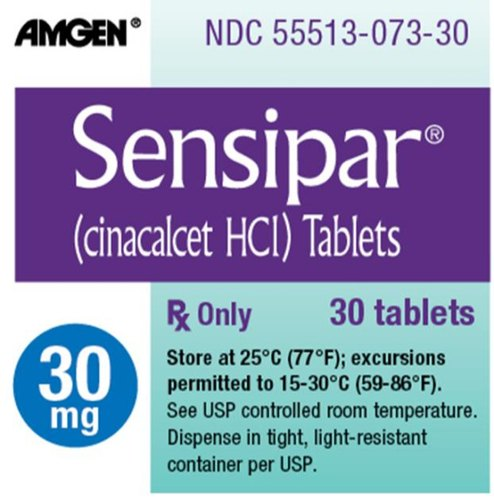 AMGEN®
NDC 55513-073-30
Sensipar®
(cinacalcet HCl) Tablets
Rx Only 30 tablets
30
mg
Store at 25°C (77°F); excursions
permitted to 15-30°C (59-86°F).
See USP controlled room temperature.
Dispense in tight, light-resistant
container per USP.